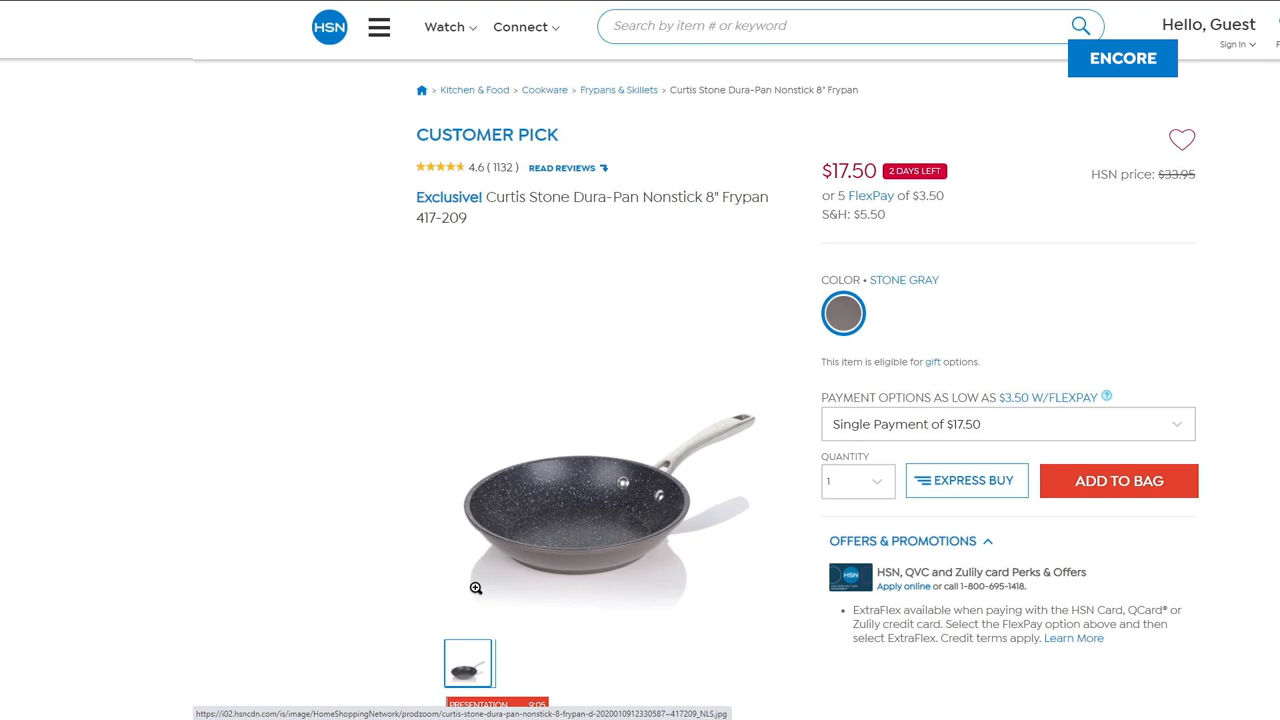 HSN
Watch
Connect
Search by item # or keyword
Hello, Guest
Sign In
ENCORE
> Kitchen & Food > Cookware > Frypans & Skillets > Curtis Stone Dura-Pan Nonstick 8" Frypan
CUSTOMER PICK
4.6 ( 1132 ) READ REVIEWS
Exclusive! Curtis Stone Dura-Pan Nonstick 8" Frypan
417-209
$17.50 2 DAYS LEFT
HSN price: $33.95
or 5 FlexPay of $3.50
S&H: $5.50
COLOR • STONE GRAY
This item is eligible for gift options.
PAYMENT OPTIONS AS LOW AS $3.50 W/FLEXPAY ?
Single Payment of $17.50
QUANTITY
1
EXPRESS BUY
ADD TO BAG
OFFERS & PROMOTIONS
HSN
HSN, QVC and Zulily card Perks & Offers
Apply online or call 1-800-695-1418.
• ExtraFlex available when paying with the HSN Card, QCard® or
Zulily credit card. Select the FlexPay option above and then
select ExtraFlex. Credit terms apply. Learn More
PRESENTATION 9:05
https://i02.hsncdn.com/is/image/HomeShoppingNetwork/prodzoom/curtis-stone-dura-pan-nonstick-8-frypan-d-2020010912330587~417209_NLS.jpg